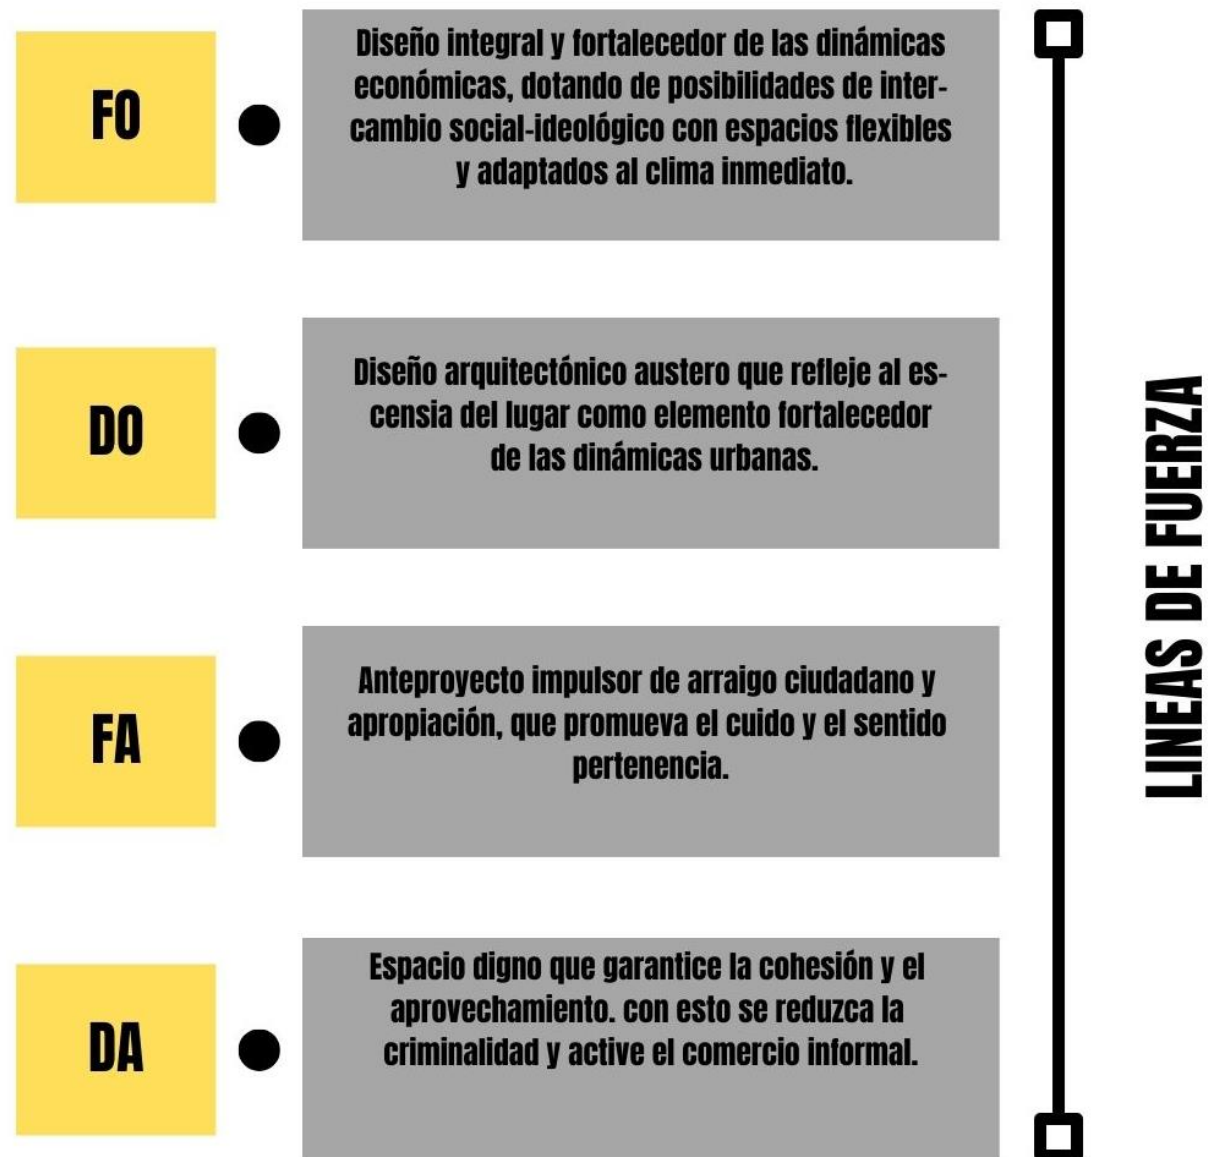 FO
Diseño integral y fortalecedor de las dinámicas
económicas, dotando de posibilidades de inter-
cambio social-ideológico con espacios flexibles
y adaptados al clima inmediato.
DO
Diseño arquitectónico austero que refleje al es-
censia del lugar como elemento fortalecedor
de las dinámicas urbanas.
FA
Anteproyecto impulsor de arraigo ciudadano y
apropiación, que promueva el cuido y el sentido
pertenencia.
DA
Espacio digno que garantice la cohesión y el
aprovechamiento. con esto se reduzca la
criminalidad y active el comercio informal.
LINEAS DE FUERZA